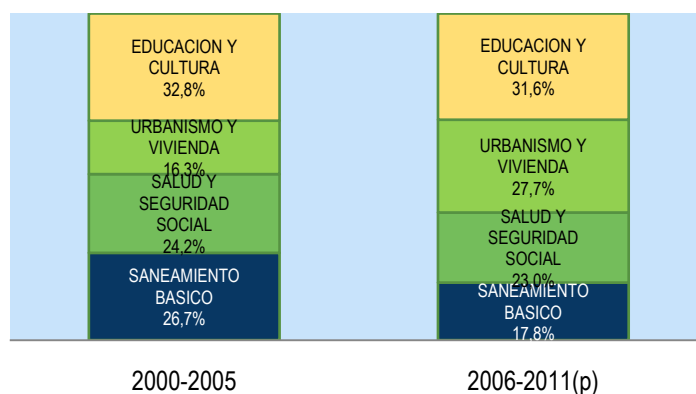 EDUCACION Y
CULTURA
32,8%
URBANISMO Y
VIVIENDA
16,3%
SALUD Y
SEGURIDAD
SOCIAL
24,2%
SANEAMIENTO
BASICO
26,7%
2000-2005
EDUCACION Y
CULTURA
31,6%
URBANISMO Y
VIVIENDA
27,7%
SALUD Y
SEGURIDAD
SOCIAL
23,0%
SANEAMIENTO
BASICO
17,8%
2006-2011(p)